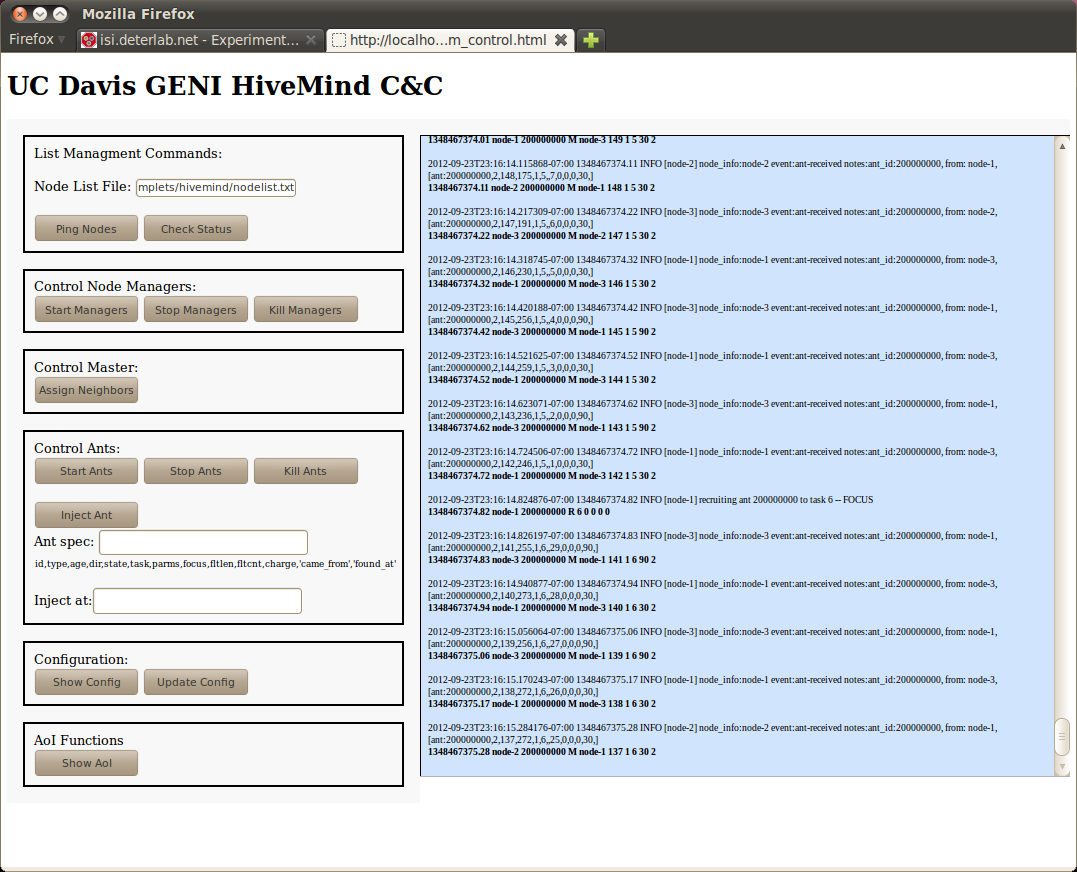 Mozilla Firefox
Firefox
isi.deterlab.net - Experiment...
http://localho...m_control.html
UC Davis GENI HiveMind C&C
List Managment Commands:
Node List File: mplets/hivemind/nodelist.txt
Ping Nodes Check Status
Control Node Managers:
Start Managers Stop Managers Kill Managers
Control Master:
Assign Neighbors
Control Ants:
Start Ants Stop Ants Kill Ants
Inject Ant
Ant spec:
id,type,age,dir,state,task,parms,focus,fltlen,fltcnt,charge,'came_from','found_at'
Inject at:
Configuration:
Show Config Update Config
AoI Functions
Show AoI
1348467374.01 node-1 200000000 M node-3 149 1 5 30 2
2012-09-23T23:16:14.115868-07:00 1348467374.11 INFO [node-2] node_info:node-2 event:ant-received notes:ant_id:200000000, from: node-1,
[ant:200000000,2,148,175,1,5,,7,0,0,0,30,]
1348467374.11 node-2 200000000 M node-1 148 1 5 30 2
2012-09-23T23:16:14.217309-07:00 1348467374.22 INFO [node-3] node_info:node-3 event:ant-received notes:ant_id:200000000, from: node-2,
[ant:200000000,2,147,191,1,5,,6,0,0,0,30,]
1348467374.22 node-3 200000000 M node-2 147 1 5 30 2
2012-09-23T23:16:14.318745-07:00 1348467374.32 INFO [node-1] node_info:node-1 event:ant-received notes:ant_id:200000000, from: node-3,
[ant:200000000,2,146,230,1,5,,5,0,0,0,30,]
1348467374.32 node-1 200000000 M node-3 146 1 5 30 2
2012-09-23T23:16:14.420188-07:00 1348467374.42 INFO [node-3] node_info:node-3 event:ant-received notes:ant_id:200000000, from: node-1,
[ant:200000000,2,145,256,1,5,,4,0,0,0,90,]
1348467374.42 node-3 200000000 M node-1 145 1 5 90 2
2012-09-23T23:16:14.521625-07:00 1348467374.52 INFO [node-1] node_info:node-1 event:ant-received notes:ant_id:200000000, from: node-3,
[ant:200000000,2,144,259,1,5,,3,0,0,0,30,]
1348467374.52 node-1 200000000 M node-3 144 1 5 30 2
2012-09-23T23:16:14.623071-07:00 1348467374.62 INFO [node-3] node_info:node-3 event:ant-received notes:ant_id:200000000, from: node-1,
[ant:200000000,2,143,236,1,5,,2,0,0,0,90,]
1348467374.62 node-3 200000000 M node-1 143 1 5 90 2
2012-09-23T23:16:14.724506-07:00 1348467374.72 INFO [node-1] node_info:node-1 event:ant-received notes:ant_id:200000000, from: node-3,
[ant:200000000,2,142,246,1,5,,1,0,0,0,30,]
1348467374.72 node-1 200000000 M node-3 142 1 5 30 2
2012-09-23T23:16:14.824876-07:00 1348467374.82 INFO [node-1] recruiting ant 200000000 to task 6 -- FOCUS
1348467374.82 node-1 200000000 R 6 0 0 0 0
2012-09-23T23:16:14.826197-07:00 1348467374.83 INFO [node-3] node_info:node-3 event:ant-received notes:ant_id:200000000, from: node-1,
[ant:200000000,2,141,255,1,6,,29,0,0,0,90,]
1348467374.83 node-3 200000000 M node-1 141 1 6 90 2
2012-09-23T23:16:14.940877-07:00 1348467374.94 INFO [node-1] node_info:node-1 event:ant-received notes:ant_id:200000000, from: node-3,
[ant:200000000,2,140,273,1,6,,28,0,0,0,30,]
1348467374.94 node-1 200000000 M node-3 140 1 6 30 2
2012-09-23T23:16:15.056064-07:00 1348467375.06 INFO [node-3] node_info:node-3 event:ant-received notes:ant_id:200000000, from: node-1,
[ant:200000000,2,139,256,1,6,,27,0,0,0,90,]
1348467375.06 node-3 200000000 M node-1 139 1 6 90 2
2012-09-23T23:16:15.170243-07:00 1348467375.17 INFO [node-1] node_info:node-1 event:ant-received notes:ant_id:200000000, from: node-3,
[ant:200000000,2,138,272,1,6,,26,0,0,0,30,]
1348467375.17 node-1 200000000 M node-3 138 1 6 30 2
2012-09-23T23:16:15.284176-07:00 1348467375.28 INFO [node-2] node_info:node-2 event:ant-received notes:ant_id:200000000, from: node-1,
[ant:200000000,2,137,272,1,6,,25,0,0,0,30,]
1348467375.28 node-2 200000000 M node-1 137 1 6 30 2